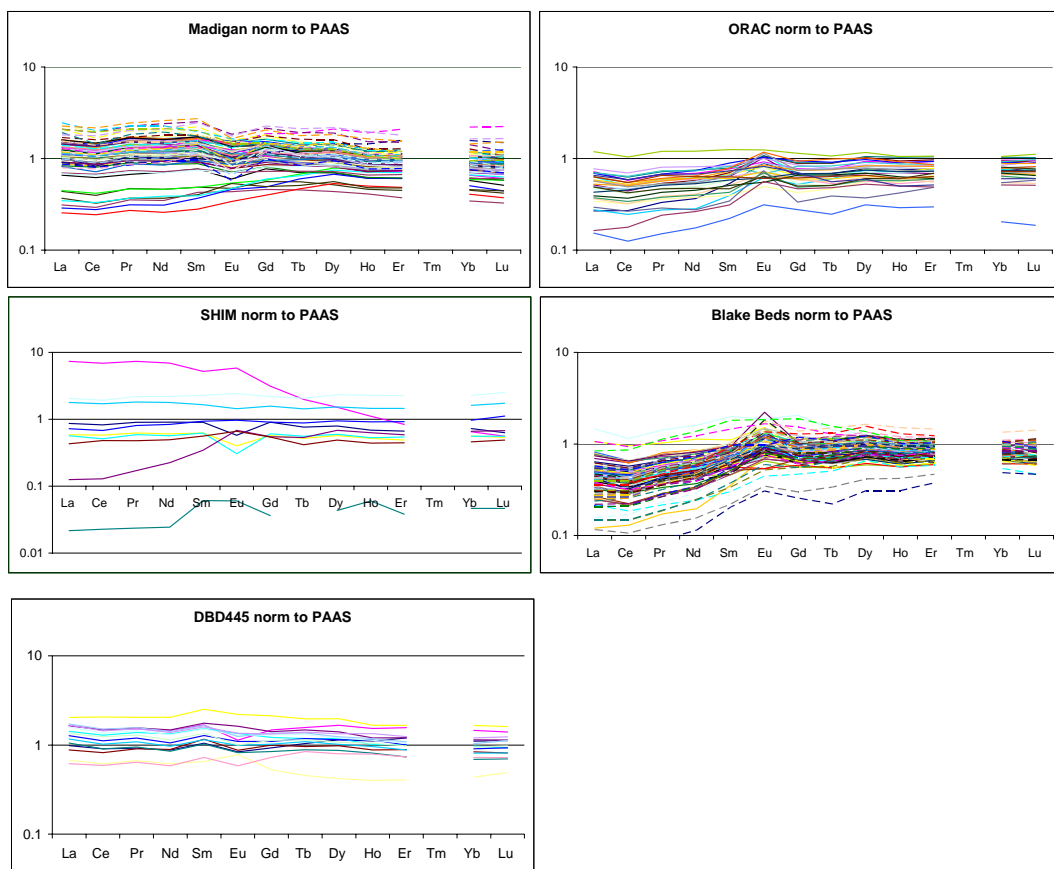 Madigan norm to PAAS
10
1
0.1
La Ce Pr Nd Sm Eu Gd Tb Dy Ho Er Tm Yb Lu
ORAC norm to PAAS
10
1
0.1
La Ce Pr Nd Sm Eu Gd Tb Dy Ho Er Tm Yb Lu
SHIM norm to PAAS
10
1
0.1
0.01
La Ce Pr Nd Sm Eu Gd Tb Dy Ho Er Tm Yb Lu
Blake Beds norm to PAAS
10
1
0.1
La Ce Pr Nd Sm Eu Gd Tb Dy Ho Er Tm Yb Lu
DBD445 norm to PAAS
10
1
0.1
La Ce Pr Nd Sm Eu Gd Tb Dy Ho Er Tm Yb Lu